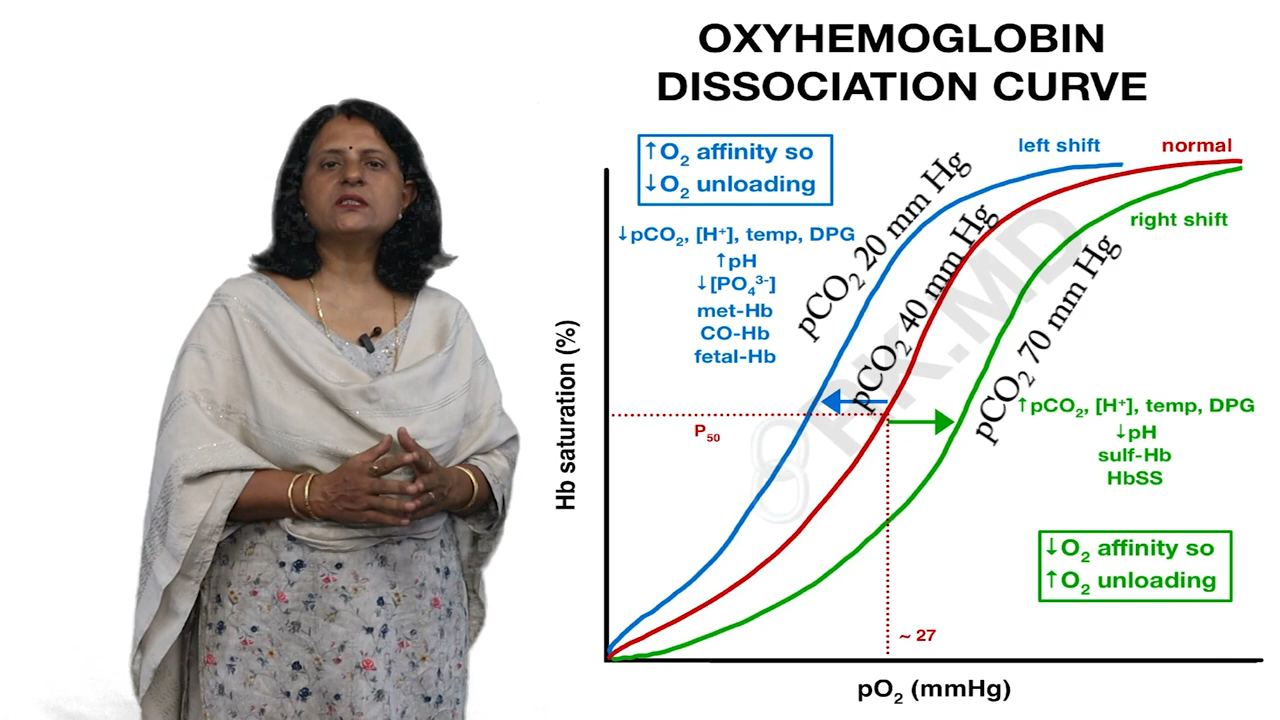 OXYHEMOGLOBIN
DISSOCIATION CURVE
↑O₂ affinity so
↓O₂ unloading
left shift
normal
right shift
↓pCO₂, [H⁺], temp, DPG
↑pH
↓[PO₄³⁻]
met-Hb
CO-Hb
fetal-Hb
pCO₂ 20 mm Hg
pCO₂ 40 mm Hg
pCO₂ 70 mm Hg
Hb saturation (%)
P₅₀
↑pCO₂, [H⁺], temp, DPG
↓pH
sulf-Hb
HbSS
↓O₂ affinity so
↑O₂ unloading
~ 27
pO₂ (mmHg)